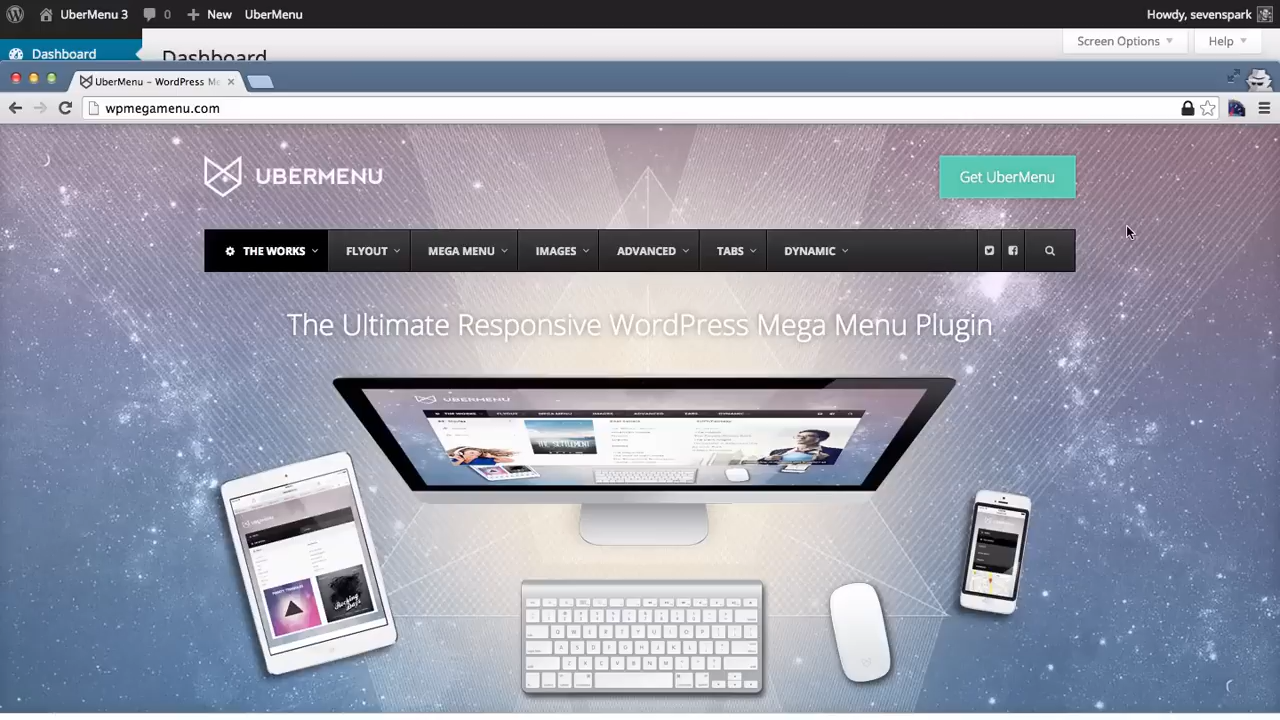 UberMenu 3 0 New UberMenu Howdy, sevenspark
Dashboard Dashboard Screen Options Help
UberMenu – WordPress Me
wpmegamenu.com
UBERMENU Get UberMenu
THE WORKS FLYOUT MEGA MENU IMAGES ADVANCED TABS DYNAMIC
The Ultimate Responsive WordPress Mega Menu Plugin